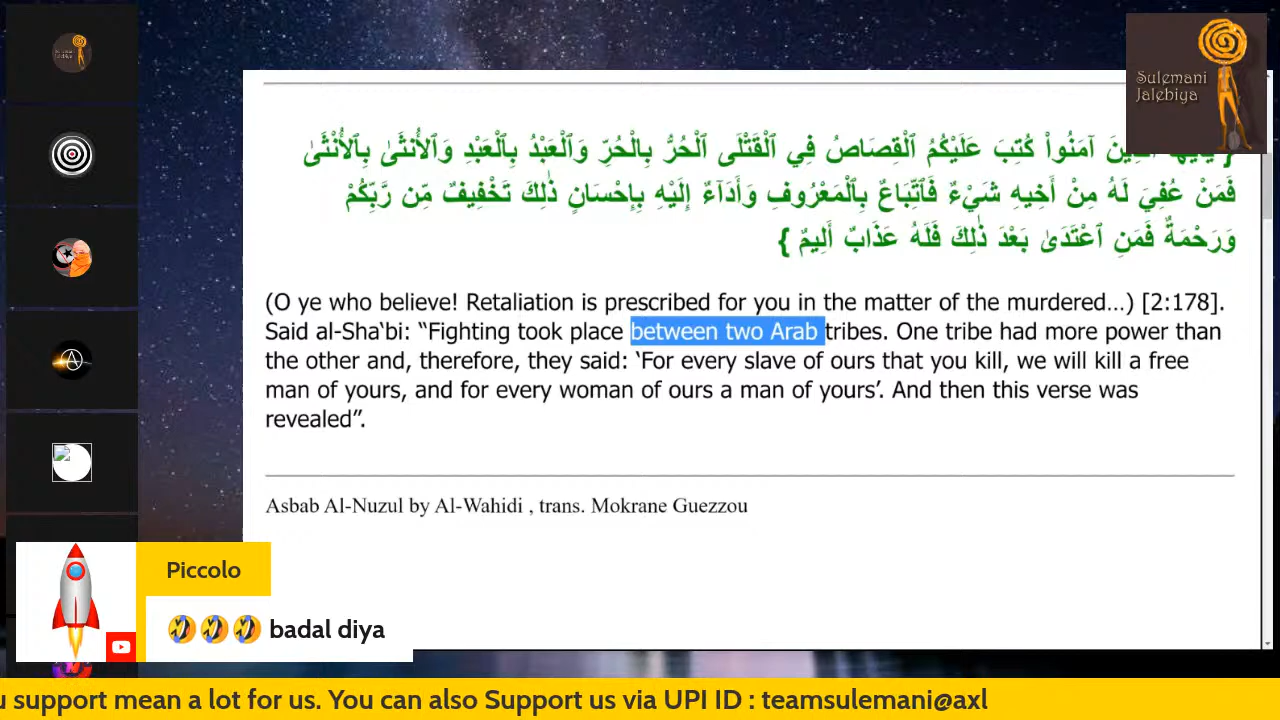 Sulemani
Jalebiya
آمَنُواْ كُتِبَ عَلَيْكُمُ ٱلْقِصَاصُ فِي ٱلْقَتْلَى ٱلْحُرُّ بِالْحُرِّ وَٱلْعَبْدُ بِٱلْعَبْدِ وَٱلأُنثَىٰ بِٱلأُنْثَىٰ
فَمَنْ عُفِيَ لَهُ مِنْ أَخِيهِ شَيْءٌ فَٱتِّبَاعٌ بِٱلْمَعْرُوفِ وَأَدَآءٌ إِلَيْهِ بِإِحْسَانٍ ذٰلِكَ تَخْفِيفٌ مِّن رَّبِّكُمْ
وَرَحْمَةٌ فَمَنِ ٱعْتَدَىٰ بَعْدَ ذٰلِكَ فَلَهُ عَذَابٌ أَلِيمٌ }
(O ye who believe! Retaliation is prescribed for you in the matter of the murdered…) [2:178].
Said al-Sha‛bi: “Fighting took place between two Arab tribes. One tribe had more power than
the other and, therefore, they said: ‘For every slave of ours that you kill, we will kill a free
man of yours, and for every woman of ours a man of yours’. And then this verse was
revealed”.
Asbab Al-Nuzul by Al-Wahidi , trans. Mokrane Guezzou
Piccolo
🤣🤣🤣 badal diya
u support mean a lot for us. You can also Support us via UPI ID : teamsulemani@axl